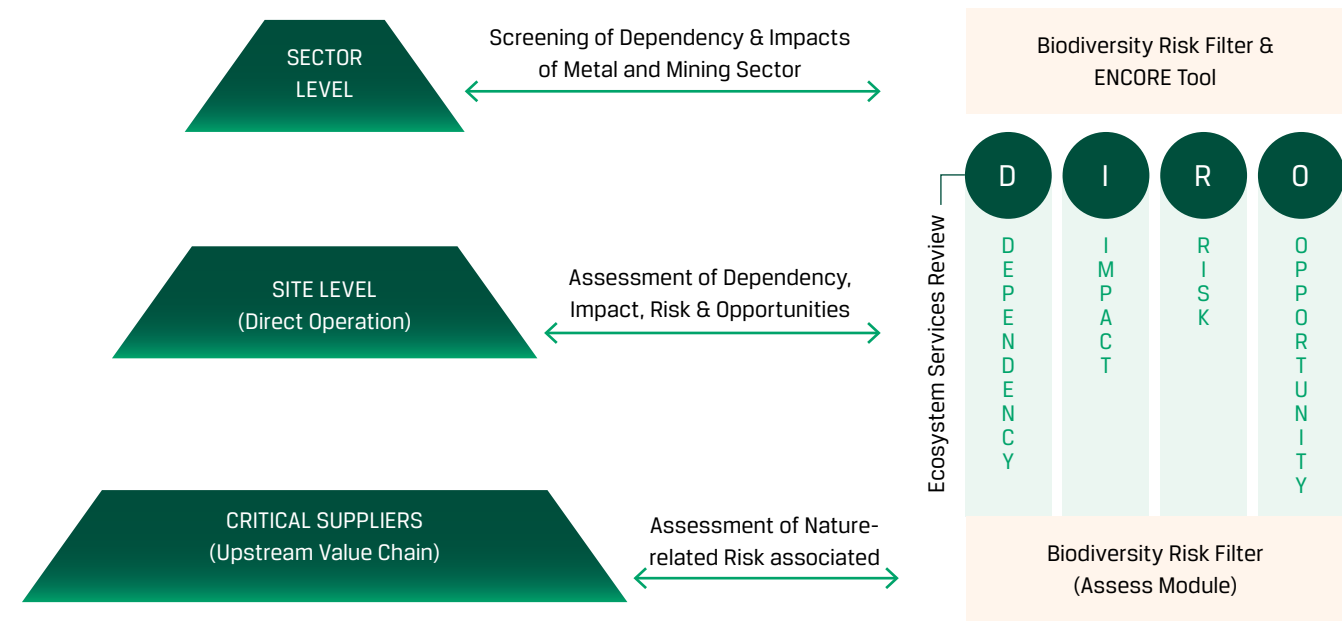 SECTOR
LEVEL
Screening of Dependency & Impacts
of Metal and Mining Sector
Biodiversity Risk Filter &
ENCORE Tool
SITE LEVEL
(Direct Operation)
Assessment of Dependency,
Impact, Risk & Opportunities
Ecosystem Services Review
D
I
R
O
DEPENDENCY
IMPACT
RISK
OPPORTUNITY
CRITICAL SUPPLIERS
(Upstream Value Chain)
Assessment of Nature-
related Risk associated
Biodiversity Risk Filter
(Assess Module)